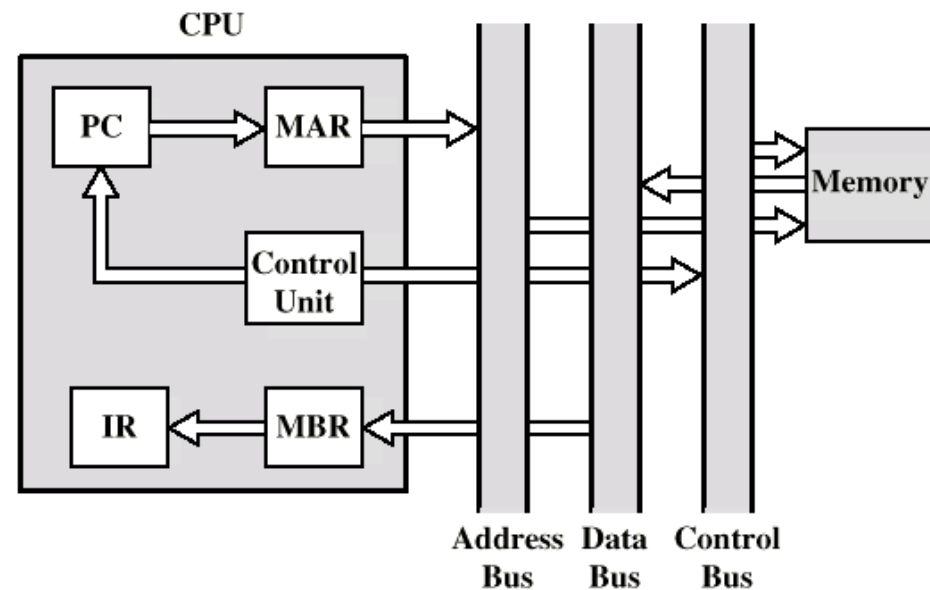 CPU
PC
MAR
Memory
Control
Unit
IR
MBR
Address
Bus
Data
Bus
Control
Bus